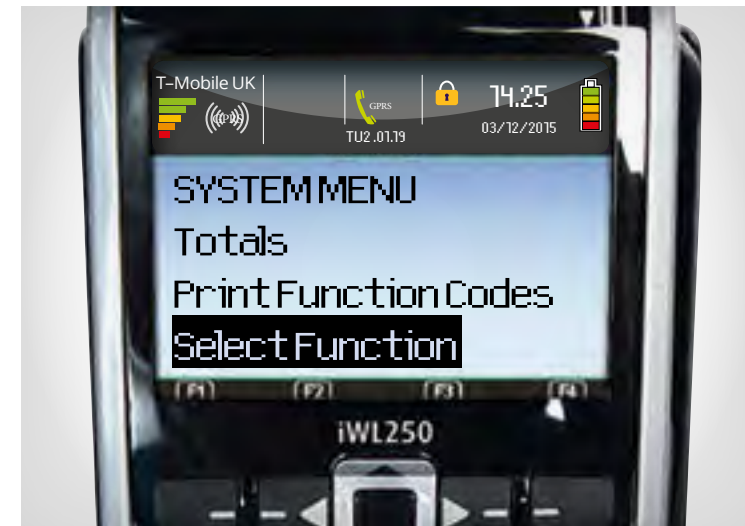 T-Mobile UK
GPRS
GPRS
TU2.01.19
14.25
03/12/2015
SYSTEM MENU
Totals
Print Function Codes
Select Function
F1 F2 F3 F4
iWL250